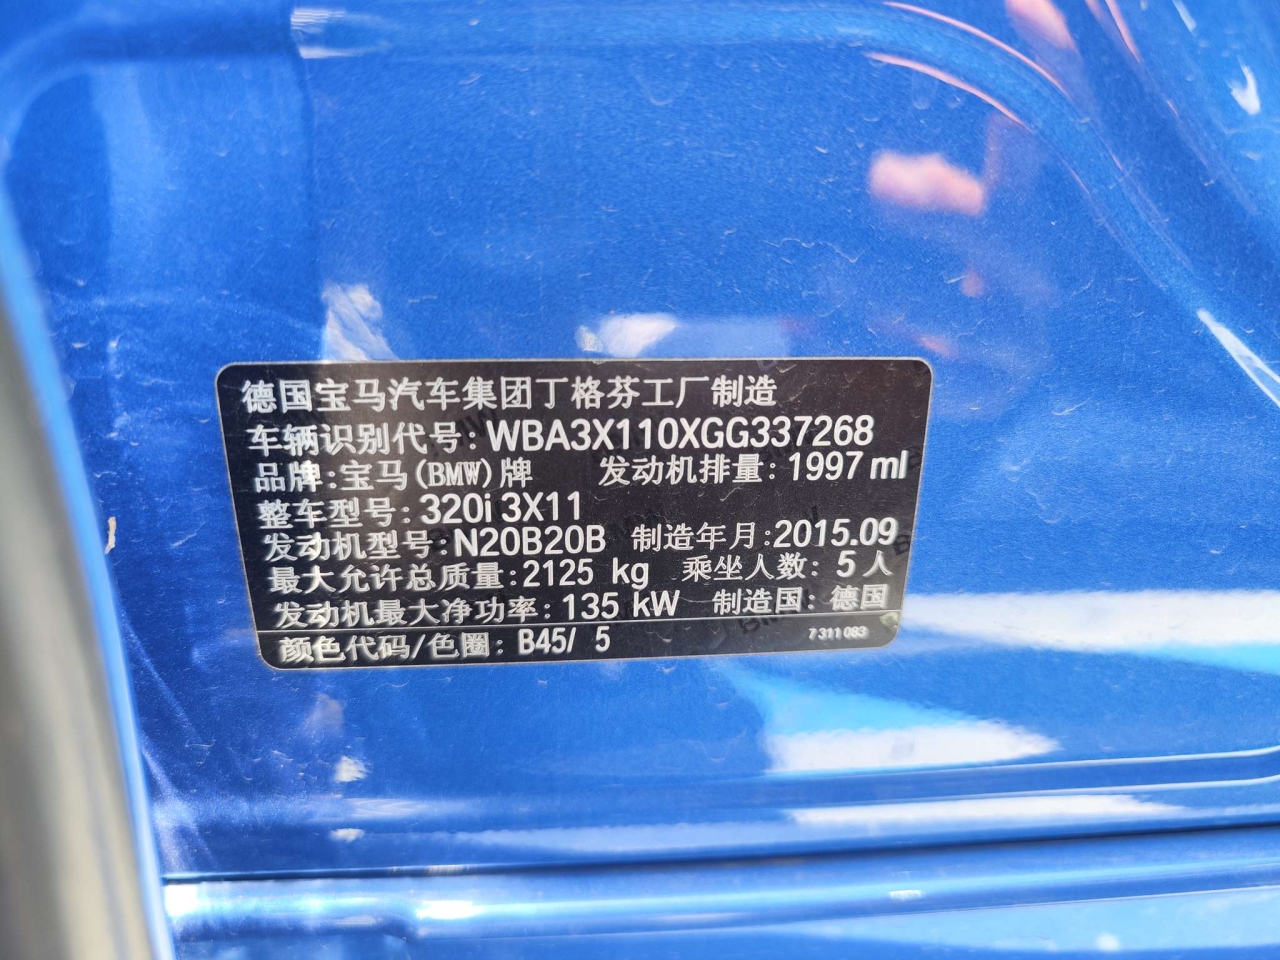 德国宝马汽车集团丁格芬工厂制造
车辆识别代号:WBA3X110XGG337268
品牌:宝马(BMW)牌 发动机排量:1997 ml
整车型号:320i 3X11
发动机型号:N20B20B 制造年月:2015.09
最大允许总质量:2125 kg 乘坐人数:5人
发动机最大净功率:135 kW 制造国:德国
颜色代码/色圈:B45/ 5 7 311 083